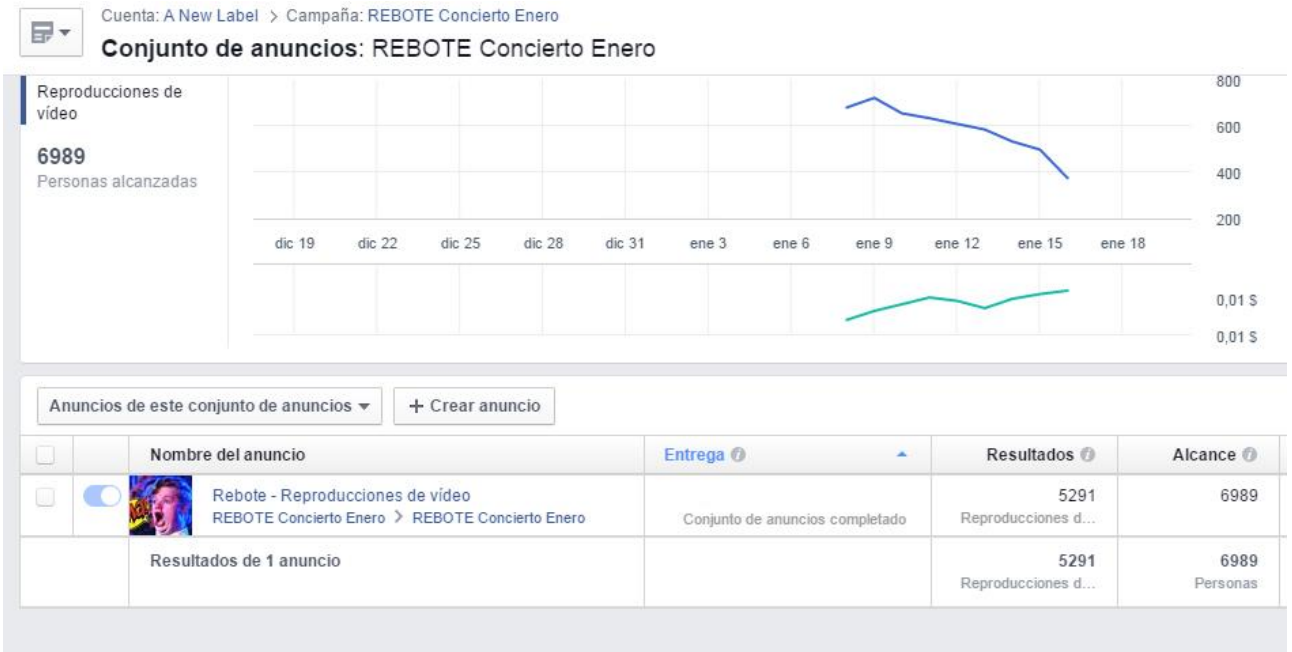 Cuenta: A New Label > Campaña: REBOTE Concierto Enero
Conjunto de anuncios: REBOTE Concierto Enero
Reproducciones de
vídeo
6989
Personas alcanzadas
800
600
400
200
dic 19 dic 22 dic 25 dic 28 dic 31 ene 3 ene 6 ene 9 ene 12 ene 15 ene 18
0,01 $
0,01 $
Anuncios de este conjunto de anuncios + Crear anuncio
Nombre del anuncio Entrega Resultados Alcance
Rebote - Reproducciones de vídeo 5291 6989
REBOTE Concierto Enero > REBOTE Concierto Enero Conjunto de anuncios completado Reproducciones d...
Resultados de 1 anuncio 5291 6989
Reproducciones d... Personas